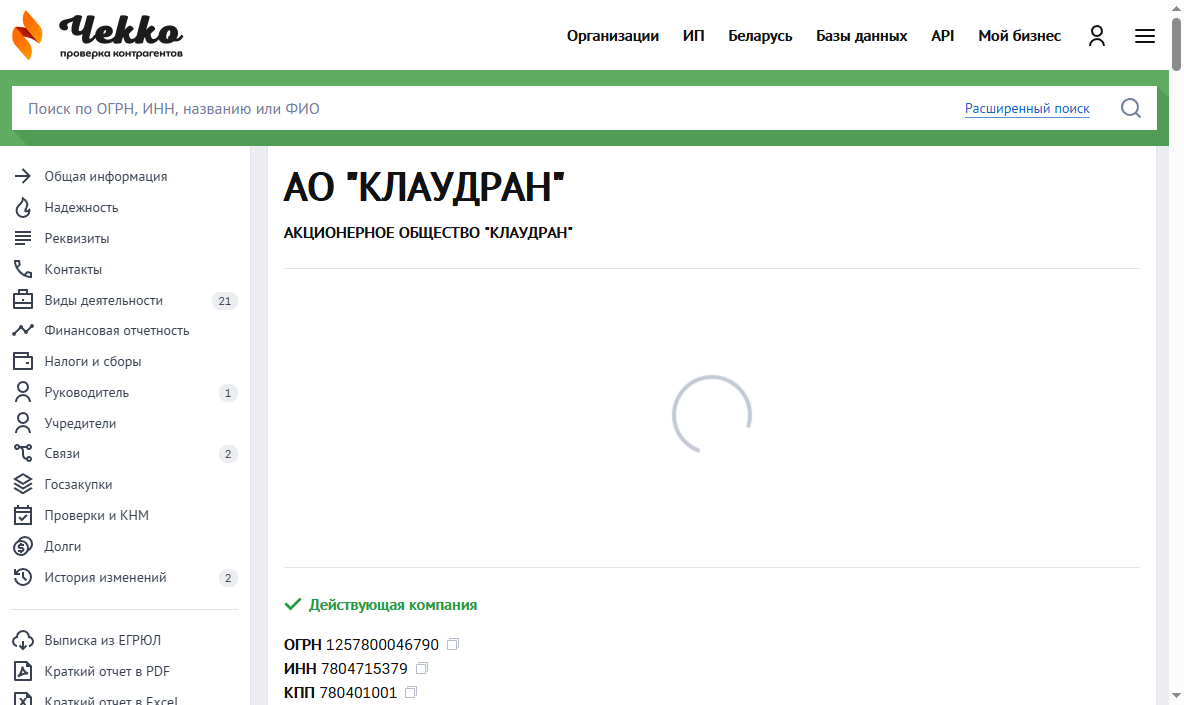 Чекко
проверка контрагентов
Организации ИП Беларусь Базы данных API Мой бизнес
Поиск по ОГРН, ИНН, названию или ФИО Расширенный поиск
Общая информация
Надежность
Реквизиты
Контакты
Виды деятельности 21
Финансовая отчетность
Налоги и сборы
Руководитель 1
Учредители
Связи 2
Госзакупки
Проверки и КНМ
Долги
История изменений 2
Выписка из ЕГРЮЛ
Краткий отчет в PDF
Краткий отчет в Excel
АО "КЛАУДРАН"
АКЦИОНЕРНОЕ ОБЩЕСТВО "КЛАУДРАН"
Действующая компания
ОГРН 1257800046790
ИНН 7804715379
КПП 780401001